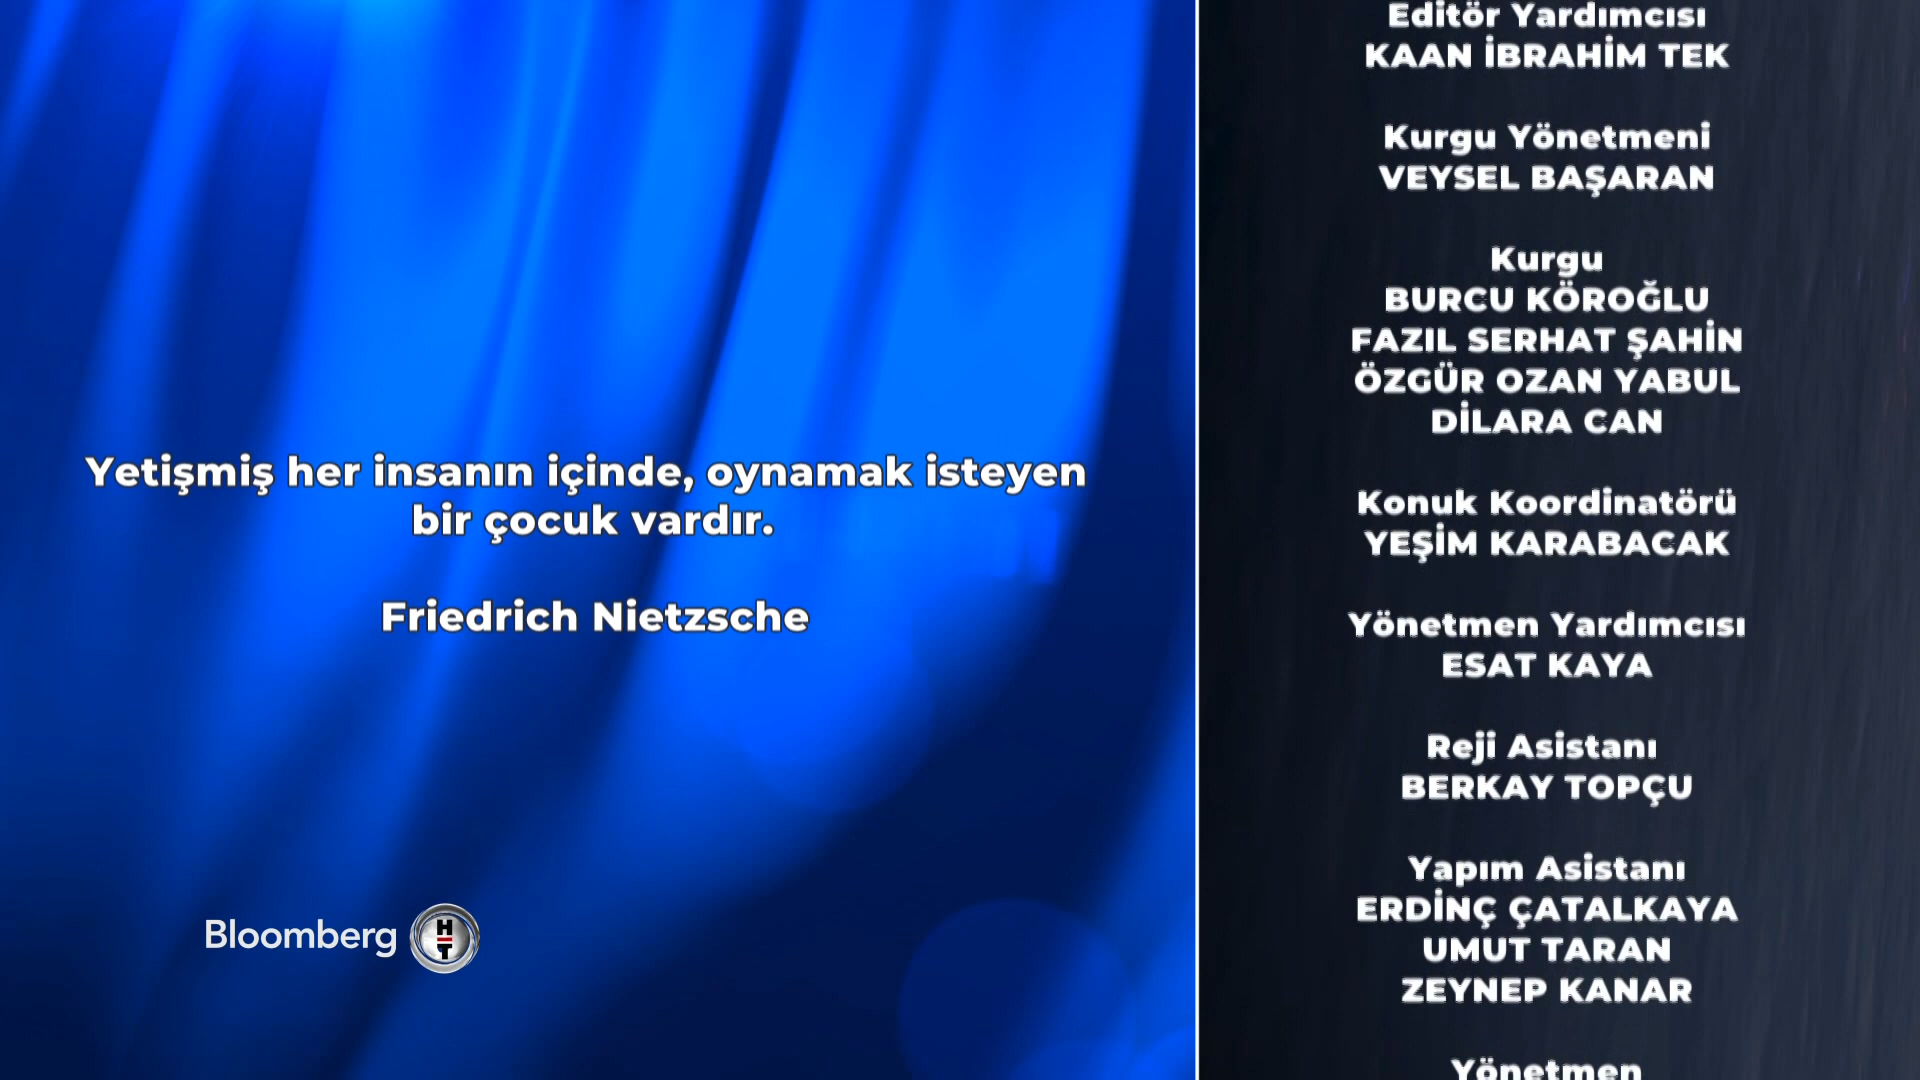 Yetişmiş her insanın içinde, oynamak isteyen
bir çocuk vardır.
Friedrich Nietzsche
Bloomberg HT
Editör Yardımcısı
KAAN İBRAHİM TEK
Kurgu Yönetmeni
VEYSEL BAŞARAN
Kurgu
BURCU KÖROĞLU
FAZIL SERHAT ŞAHİN
ÖZGÜR OZAN YABUL
DİLARA CAN
Konuk Koordinatörü
YEŞİM KARABACAK
Yönetmen Yardımcısı
ESAT KAYA
Reji Asistanı
BERKAY TOPÇU
Yapım Asistanı
ERDİNÇ ÇATALKAYA
UMUT TARAN
ZEYNEP KANAR
Yönetmen